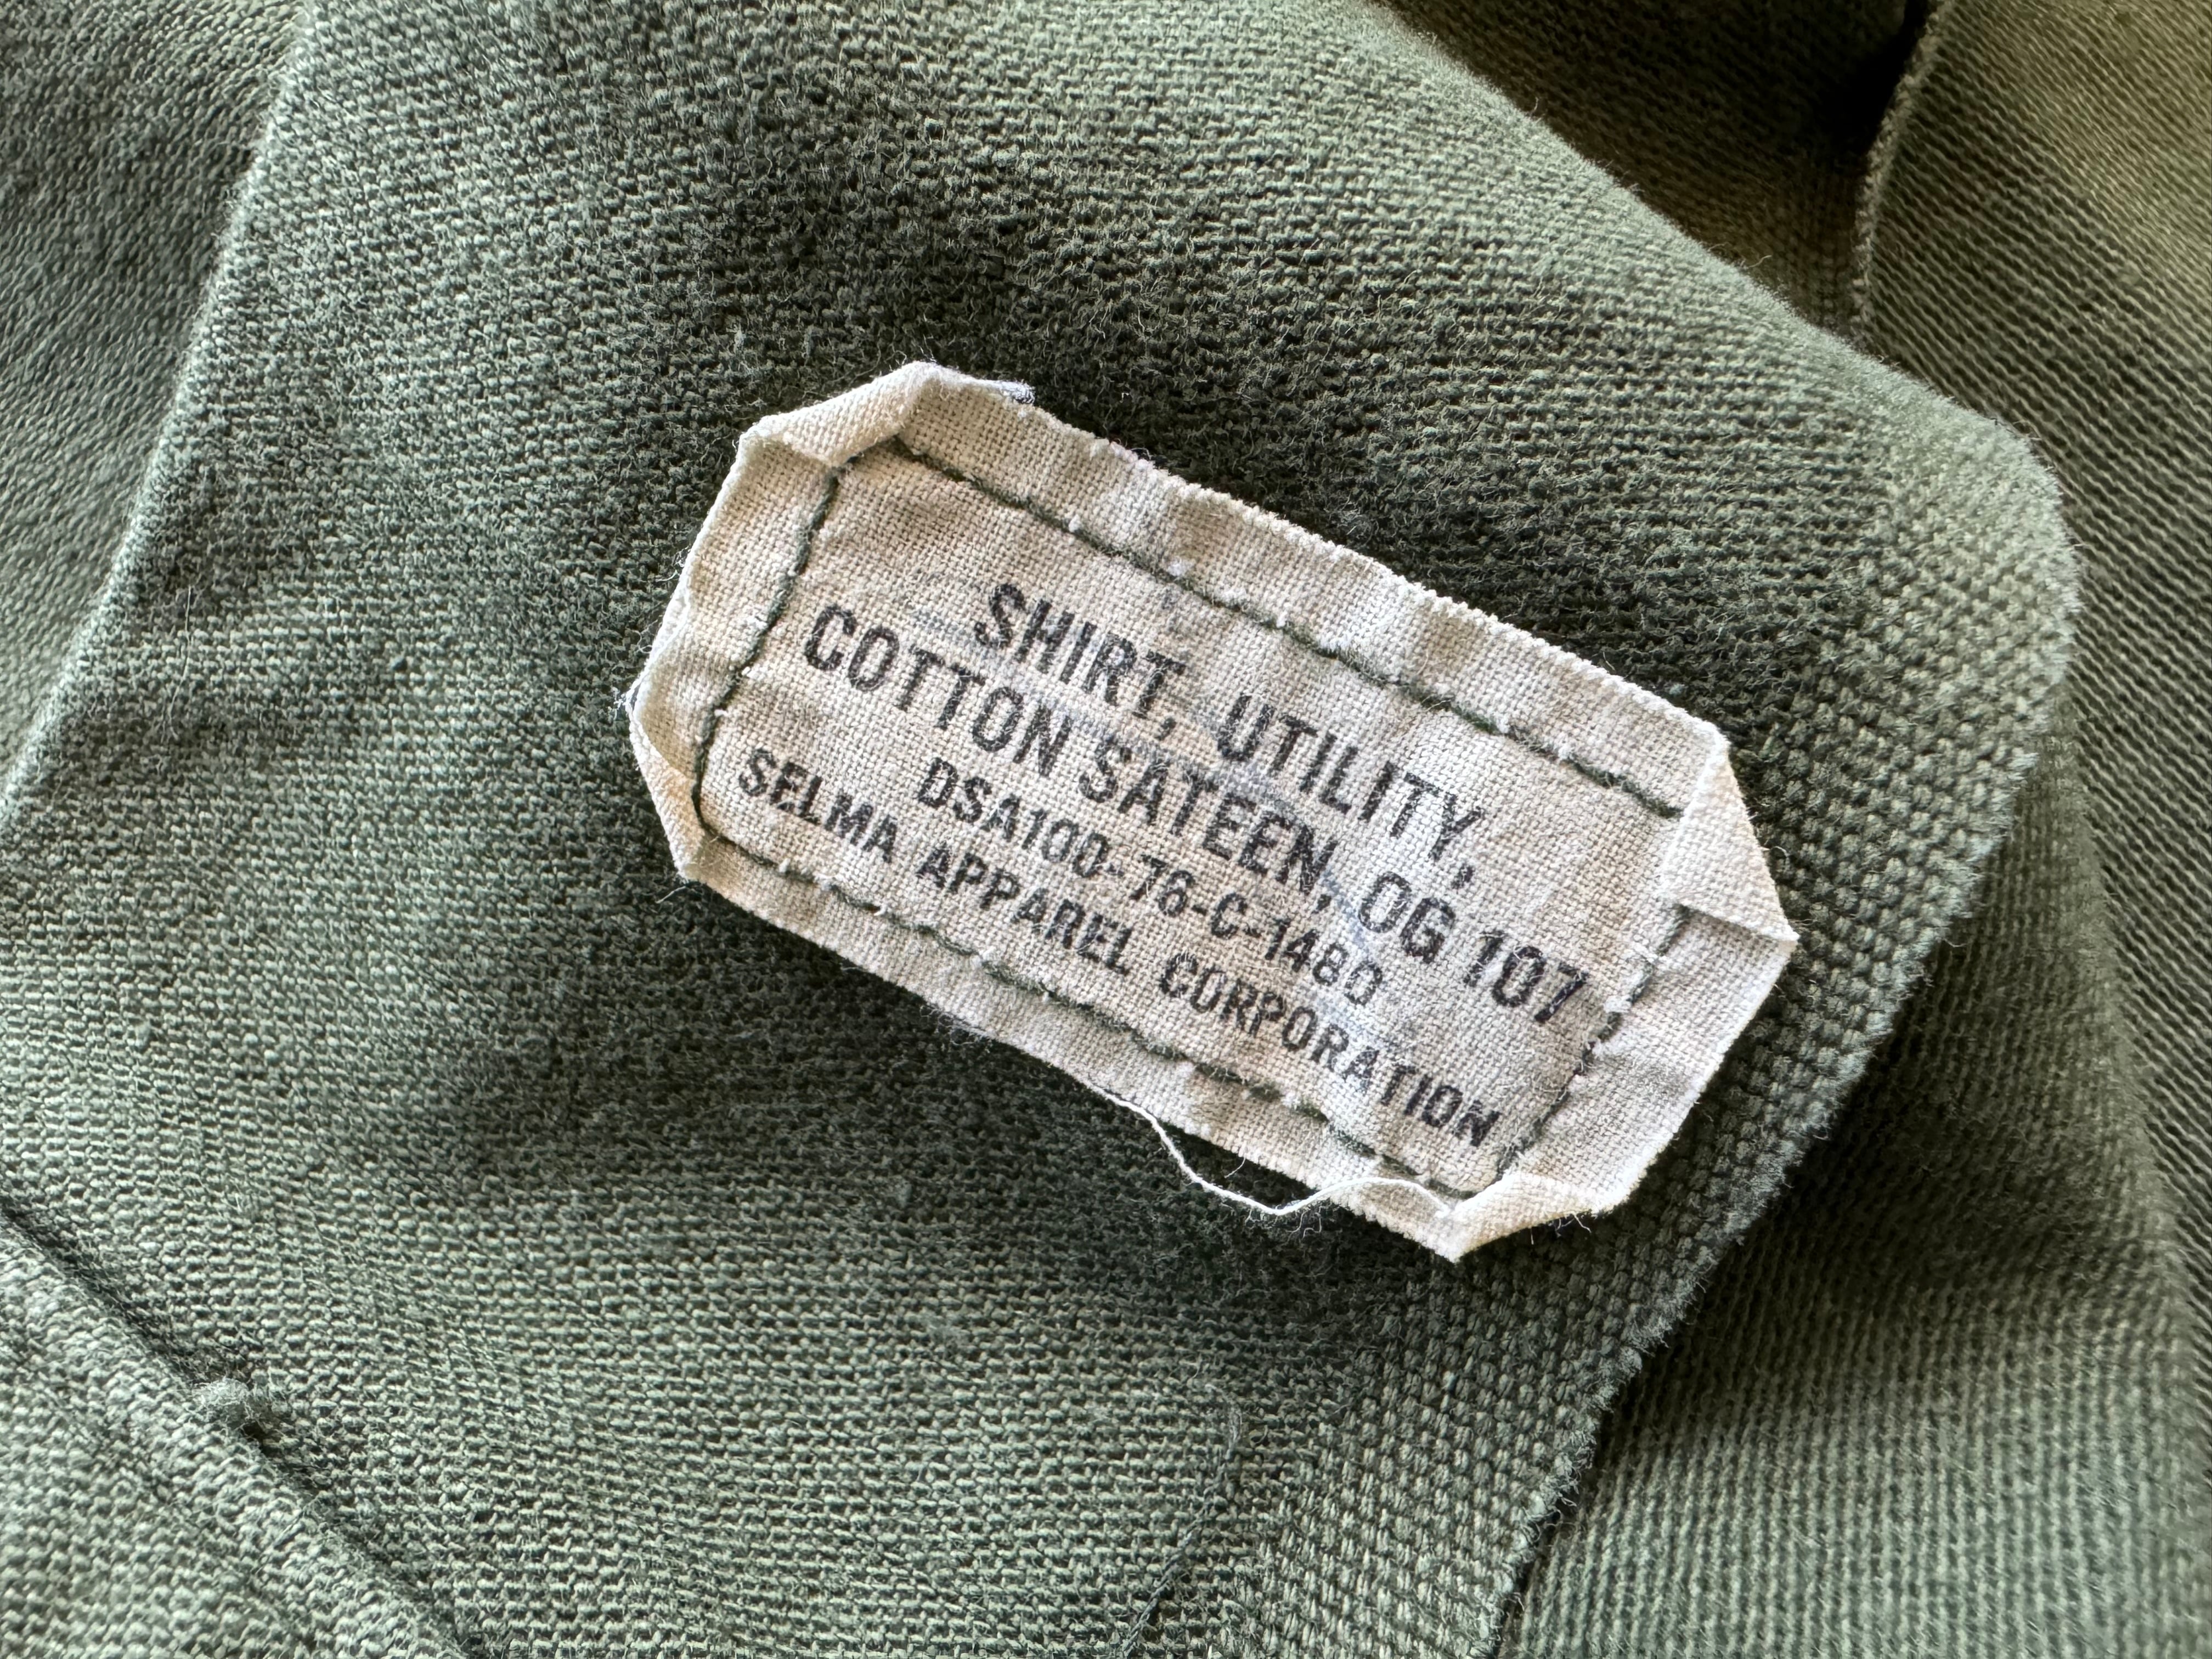 SHIRT, UTILITY,
COTTON SATEEN, OG 107
DSA100-76-C-1480
SELMA APPAREL CORPORATION